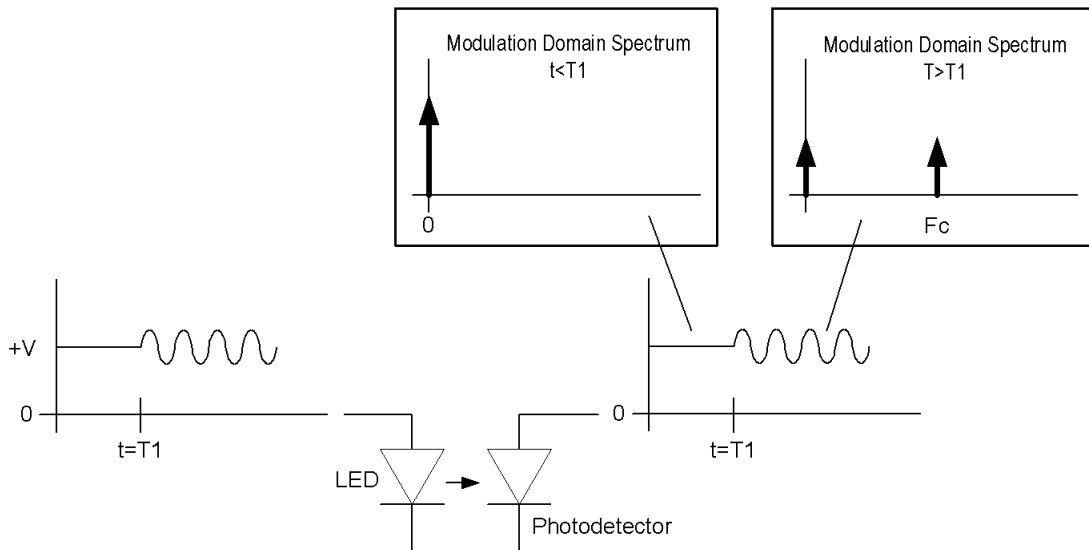 Modulation Domain Spectrum
t<T1
0
Modulation Domain Spectrum
T>T1
Fc
+V
0
t=T1
0
t=T1
LED
Photodetector